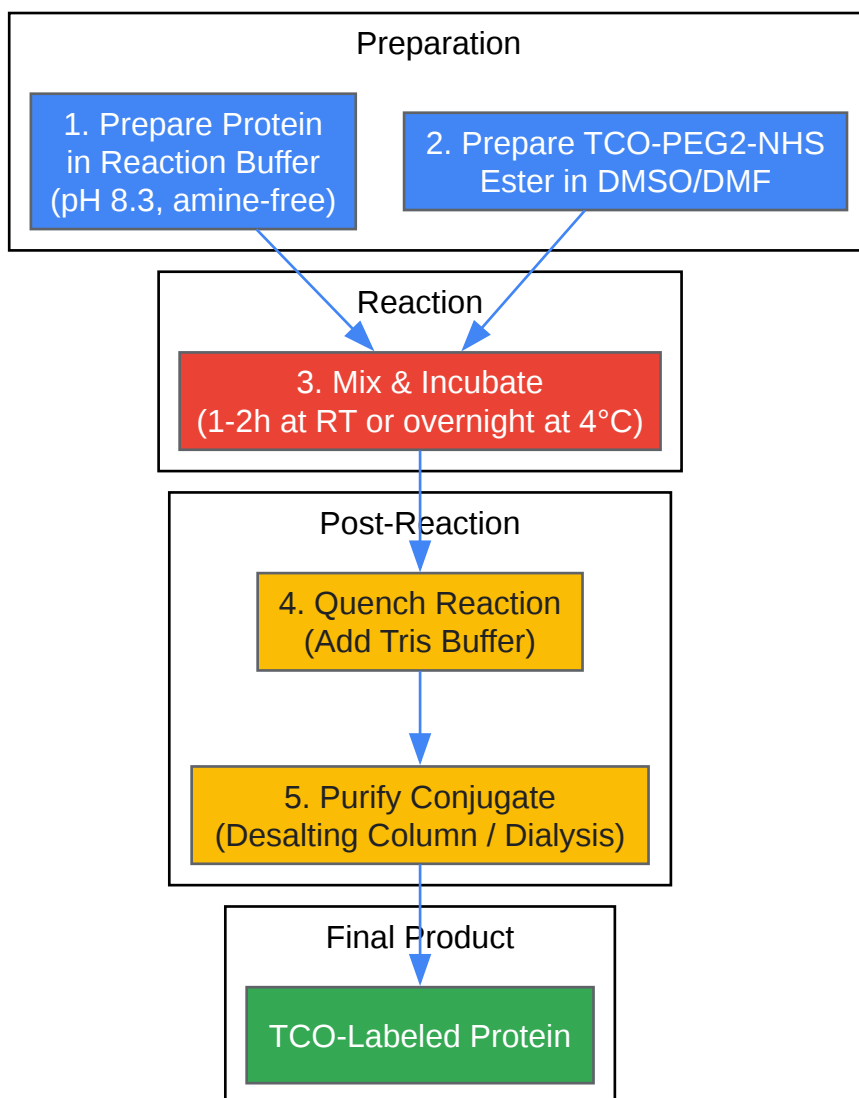 Preparation
1. Prepare Protein
in Reaction Buffer
(pH 8.3, amine-free)
2. Prepare TCO-PEG2-NHS
Ester in DMSO/DMF
Reaction
3. Mix & Incubate
(1-2h at RT or overnight at 4°C)
Post-Reaction
4. Quench Reaction
(Add Tris Buffer)
5. Purify Conjugate
(Desalting Column / Dialysis)
Final Product
TCO-Labeled Protein